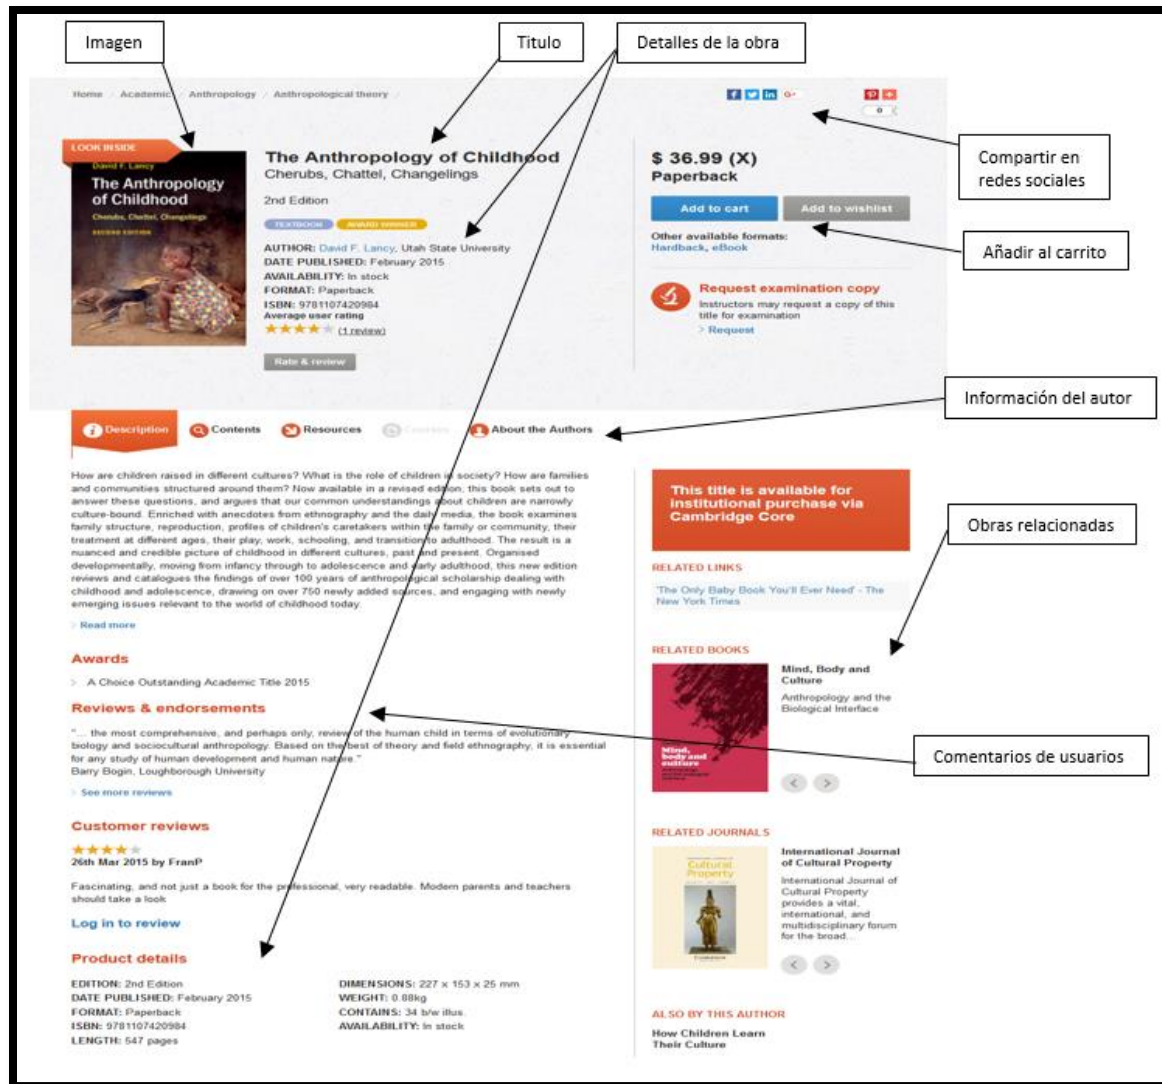 Imagen
Titulo
Detalles de la obra
Home / Academic / Anthropology / Anthropological theory /
0
Compartir en
redes sociales
LOOK INSIDE
David F. Lancy
The Anthropology
of Childhood
Cherubs, Chattel, Changelings
SECOND EDITION
The Anthropology of Childhood
Cherubs, Chattel, Changelings
2nd Edition
TEXTBOOK
AWARD WINNER
AUTHOR: David F. Lancy, Utah State University
DATE PUBLISHED: February 2015
AVAILABILITY: In stock
FORMAT: Paperback
ISBN: 9781107420984
Average user rating
(1 review)
Rate & review
$ 36.99 (X)
Paperback
Add to cart
Add to wishlist
Other available formats:
Hardback, eBook
Añadir al carrito
Request examination copy
Instructors may request a copy of this
title for examination
> Request
Información del autor
Description
Contents
Resources
Courses
About the Authors
How are children raised in different cultures? What is the role of children in society? How are families
and communities structured around them? Now available in a revised edition, this book sets out to
answer these questions, and argues that our common understandings about children are narrowly
culture-bound. Enriched with anecdotes from ethnography and the daily media, the book examines
family structure, reproduction, profiles of children's caretakers within the family or community, their
treatment at different ages, their play, work, schooling, and transition to adulthood. The result is a
nuanced and credible picture of childhood in different cultures, past and present. Organised
developmentally, moving from infancy through to adolescence and early adulthood, this new edition
reviews and catalogues the findings of over 100 years of anthropological scholarship dealing with
childhood and adolescence, drawing on over 750 newly added sources, and engaging with newly
emerging issues relevant to the world of childhood today.
> Read more
Awards
> A Choice Outstanding Academic Title 2015
Reviews & endorsements
"... the most comprehensive, and perhaps only, review of the human child in terms of evolutionary
biology and sociocultural anthropology. Based on the best of theory and field ethnography, it is essential
for any study of human development and human nature."
Barry Bogin, Loughborough University
> See more reviews
Customer reviews
26th Mar 2015 by FranP
Fascinating, and not just a book for the professional, very readable. Modern parents and teachers
should take a look
Log in to review
Product details
EDITION: 2nd Edition
DATE PUBLISHED: February 2015
FORMAT: Paperback
ISBN: 9781107420984
LENGTH: 547 pages
DIMENSIONS: 227 x 153 x 25 mm
WEIGHT: 0.88kg
CONTAINS: 34 b/w illus.
AVAILABILITY: In stock
This title is available for
institutional purchase via
Cambridge Core
Obras relacionadas
RELATED LINKS
'The Only Baby Book You'll Ever Need' - The
New York Times
RELATED BOOKS
Mind,
body and
culture
Mind, Body and
Culture
Anthropology and the
Biological Interface
Comentarios de usuarios
RELATED JOURNALS
Cultural
Property
International Journal
of Cultural Property
International Journal of
Cultural Property
provides a vital,
international, and
multidisciplinary forum
for the broad...
ALSO BY THIS AUTHOR
How Children Learn
Their Culture